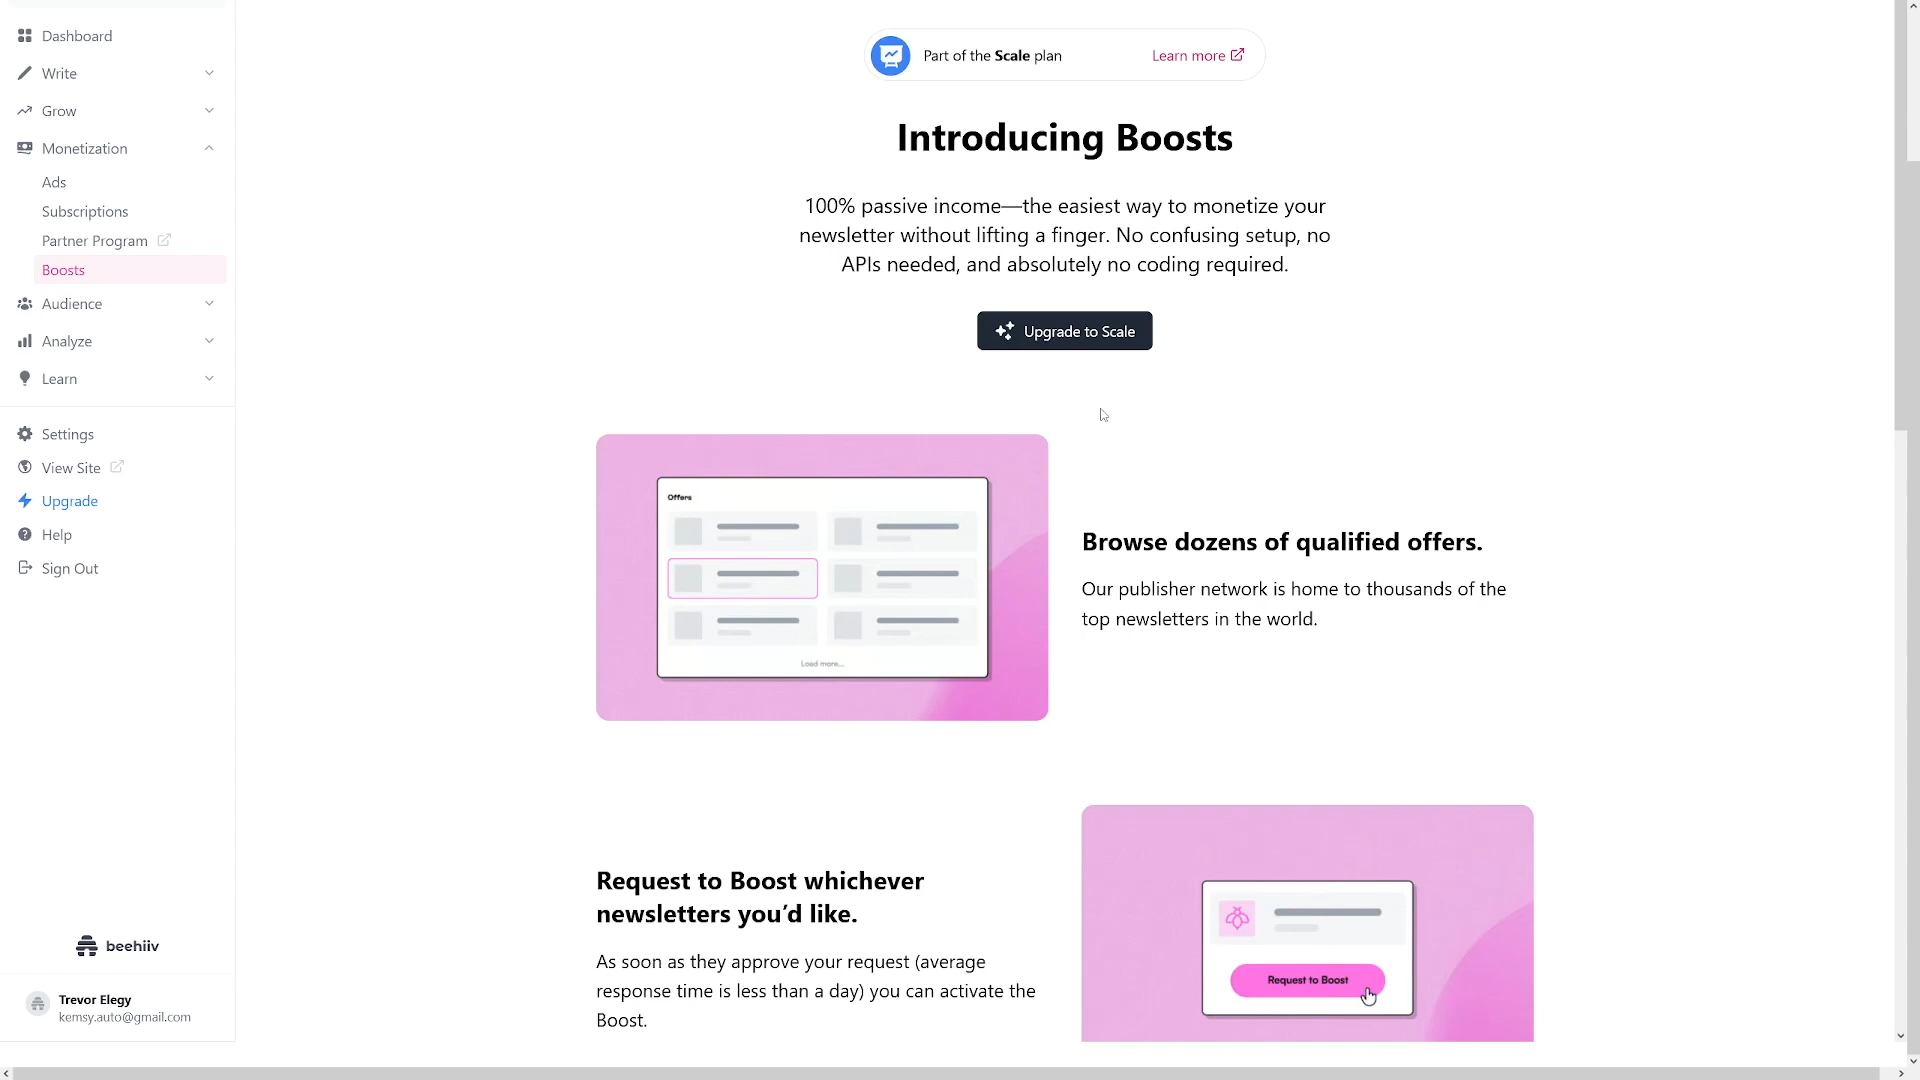 Dashboard
Write
Grow
Monetization
Ads
Subscriptions
Partner Program
Boosts
Audience
Analyze
Learn
Settings
View Site
Upgrade
Help
Sign Out
beehiiv
Trevor Elegy
kemsy.auto@gmail.com
Part of the Scale plan
Learn more
Introducing Boosts
100% passive income—the easiest way to monetize your
newsletter without lifting a finger. No confusing setup, no
APIs needed, and absolutely no coding required.
Upgrade to Scale
Offers
Load more...
Browse dozens of qualified offers.
Our publisher network is home to thousands of the
top newsletters in the world.
Request to Boost whichever
newsletters you’d like.
As soon as they approve your request (average
response time is less than a day) you can activate the
Boost.
Request to Boost